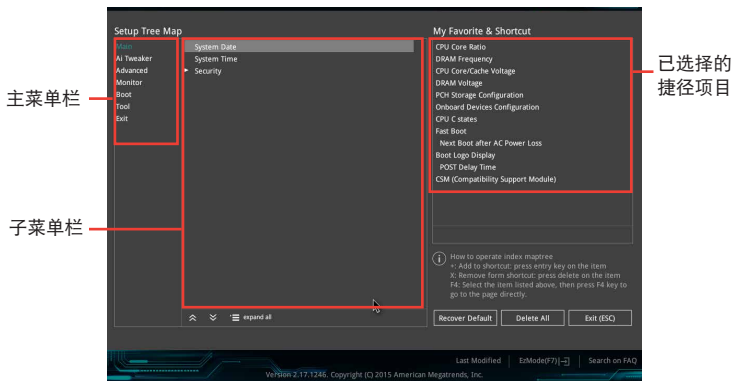 Setup Tree Map
Main
Ai Tweaker
Advanced
Monitor
Boot
Tool
Exit
System Date
System Time
Security
expand all
My Favorite & Shortcut
CPU Core Ratio
DRAM Frequency
CPU Core/Cache Voltage
DRAM Voltage
PCH Storage Configuration
Onboard Devices Configuration
CPU C states
Fast Boot
Next Boot after AC Power Loss
Boot Logo Display
POST Delay Time
CSM (Compatibility Support Module)
How to operate index maptree
+: Add to shortcut: press entry key on the item
X: Remove form shortcut: press delete on the item
F4: Select the item listed above, then press F4 key to
go to the page directly.
Recover Default
Delete All
Exit (ESC)
Last Modified
EzMode(F7)
Search on FAQ
Version 2.17.1246. Copyright (C) 2015 American Megatrends, Inc.
主菜单栏
子菜单栏
已选择的
捷径项目